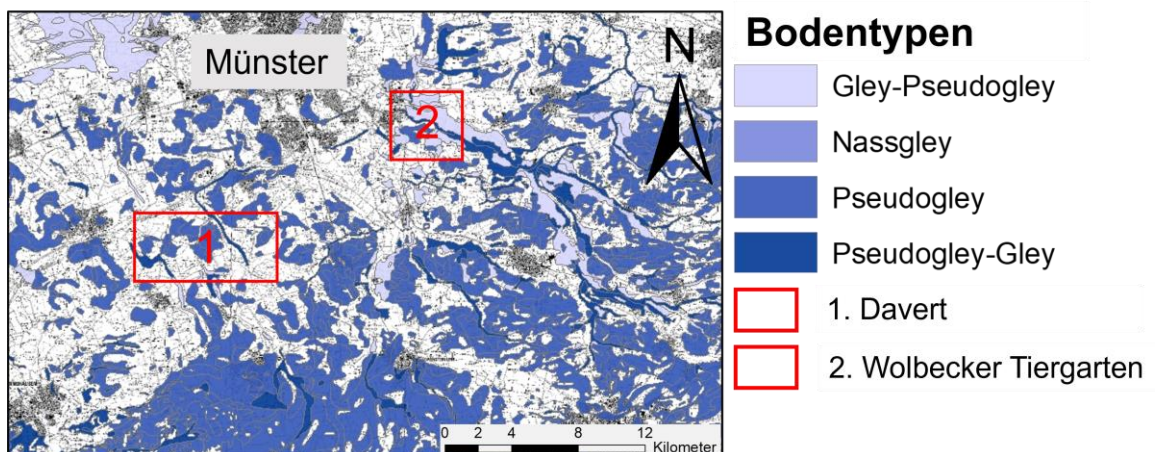 Münster
N
1
2
0 2 4 8 12
Kilometer
Bodentypen
Gley-Pseudogley
Nassgley
Pseudogley
Pseudogley-Gley
1. Davert
2. Wolbecker Tiergarten